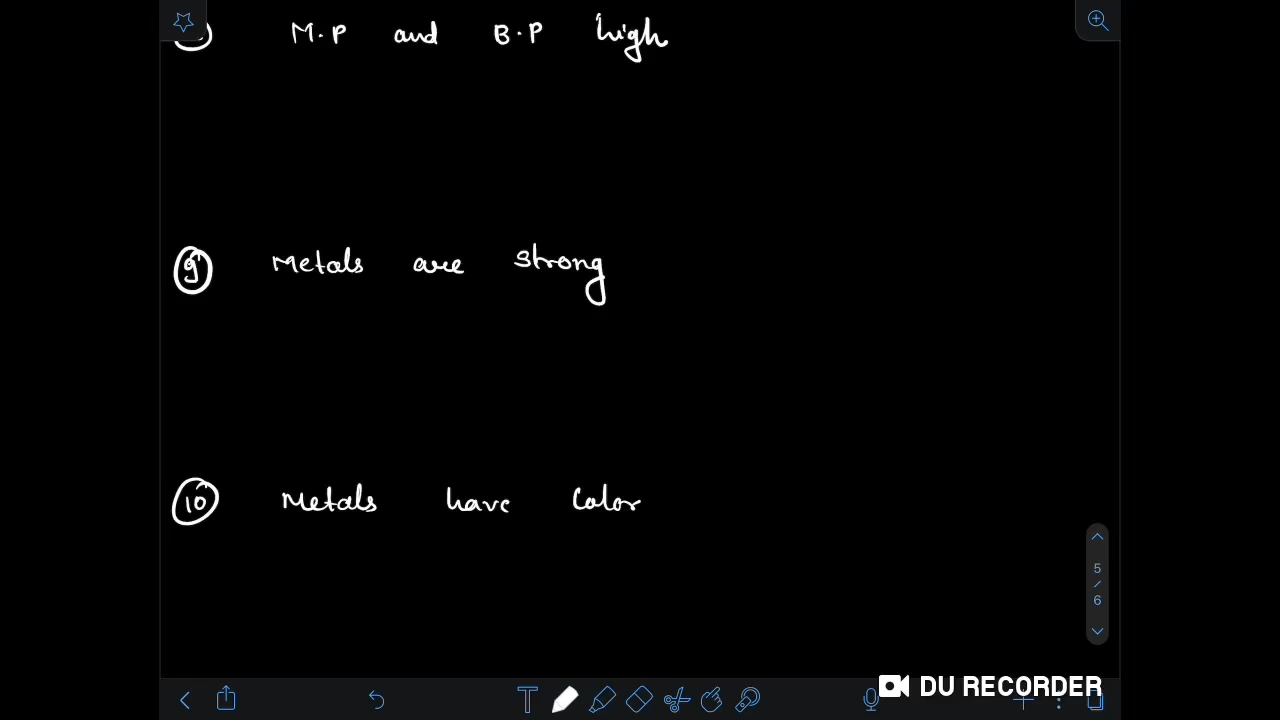 M.P and B.P high
9 Metals are strong
10 Metals have color
5
/
6
T
DU RECORDER